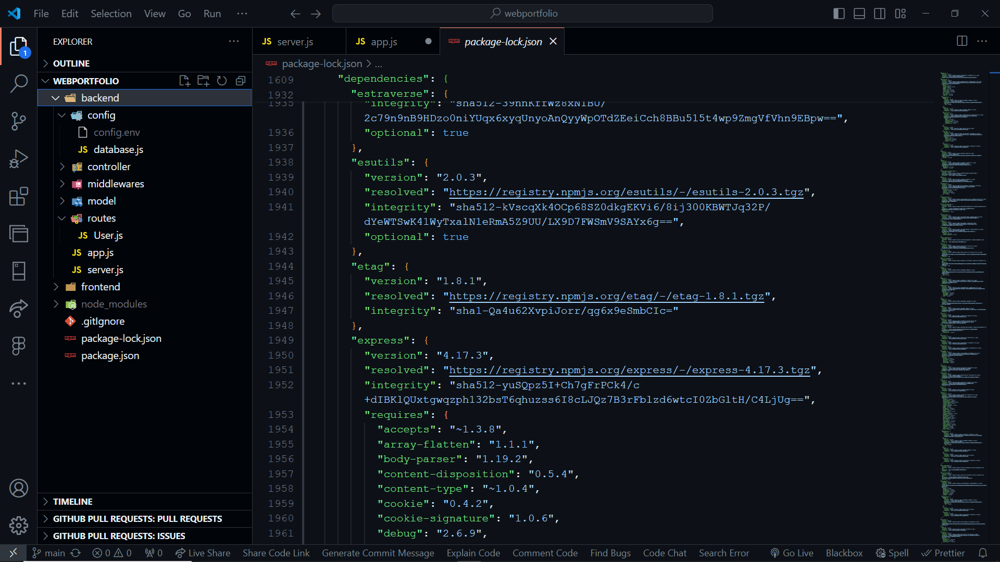 File Edit Selection View Go Run ··· webportfolio
EXPLORER
OUTLINE
WEBPORTFOLIO
backend
config
config.env
JS database.js
controller
middlewares
model
routes
JS User.js
JS app.js
JS server.js
frontend
node_modules
.gitIgnore
package-lock.json
package.json
TIMELINE
GITHUB PULL REQUESTS: PULL REQUESTS
GITHUB PULL REQUESTS: ISSUES
1
JS server.js JS app.js package-lock.json
package-lock.json > ...
1609 "dependencies": {
1932 "estraverse": {
1935 "integrity": "sha512-39nnKffWz8xN1BU/
2c79n9nB9HDzo0niYUqx6xyqUnyoAnQyyWpOTdZEeiCch8BBu515t4wp9ZmgVfVhn9EBpw==",
1936 "optional": true
1937 },
1938 "esutils": {
1939 "version": "2.0.3",
1940 "resolved": "https://registry.npmjs.org/esutils/-/esutils-2.0.3.tgz",
1941 "integrity": "sha512-kVscqXk4OCp68SZ0dkgEKVi6/8ij300KBWTJq32P/
dYeWTSwK41WyTxalN1eRmA5Z9UU/LX9D7FWSmV9SAYx6g==",
1942 "optional": true
1943 },
1944 "etag": {
1945 "version": "1.8.1",
1946 "resolved": "https://registry.npmjs.org/etag/-/etag-1.8.1.tgz",
1947 "integrity": "sha1-Qa4u62XvpiJorr/qg6x9eSmbCIc="
1948 },
1949 "express": {
1950 "version": "4.17.3",
1951 "resolved": "https://registry.npmjs.org/express/-/express-4.17.3.tgz",
1952 "integrity": "sha512-yuSQpz5I+Ch7gFrPCk4/c
+dIBKlQUxtgwqzph132bsT6qhuzss6I8cLJQz7B3rFblzd6wtcI0ZbGltH/C4LjUg==",
1953 "requires": {
1954 "accepts": "~1.3.8",
1955 "array-flatten": "1.1.1",
1956 "body-parser": "1.19.2",
1957 "content-disposition": "0.5.4",
1958 "content-type": "~1.0.4",
1959 "cookie": "0.4.2",
1960 "cookie-signature": "1.0.6",
1961 "debug": "2.6.9",
main 0 0 0 Live Share Share Code Link Generate Commit Message Explain Code Comment Code Find Bugs Code Chat Search Error Go Live Blackbox Spell Prettier